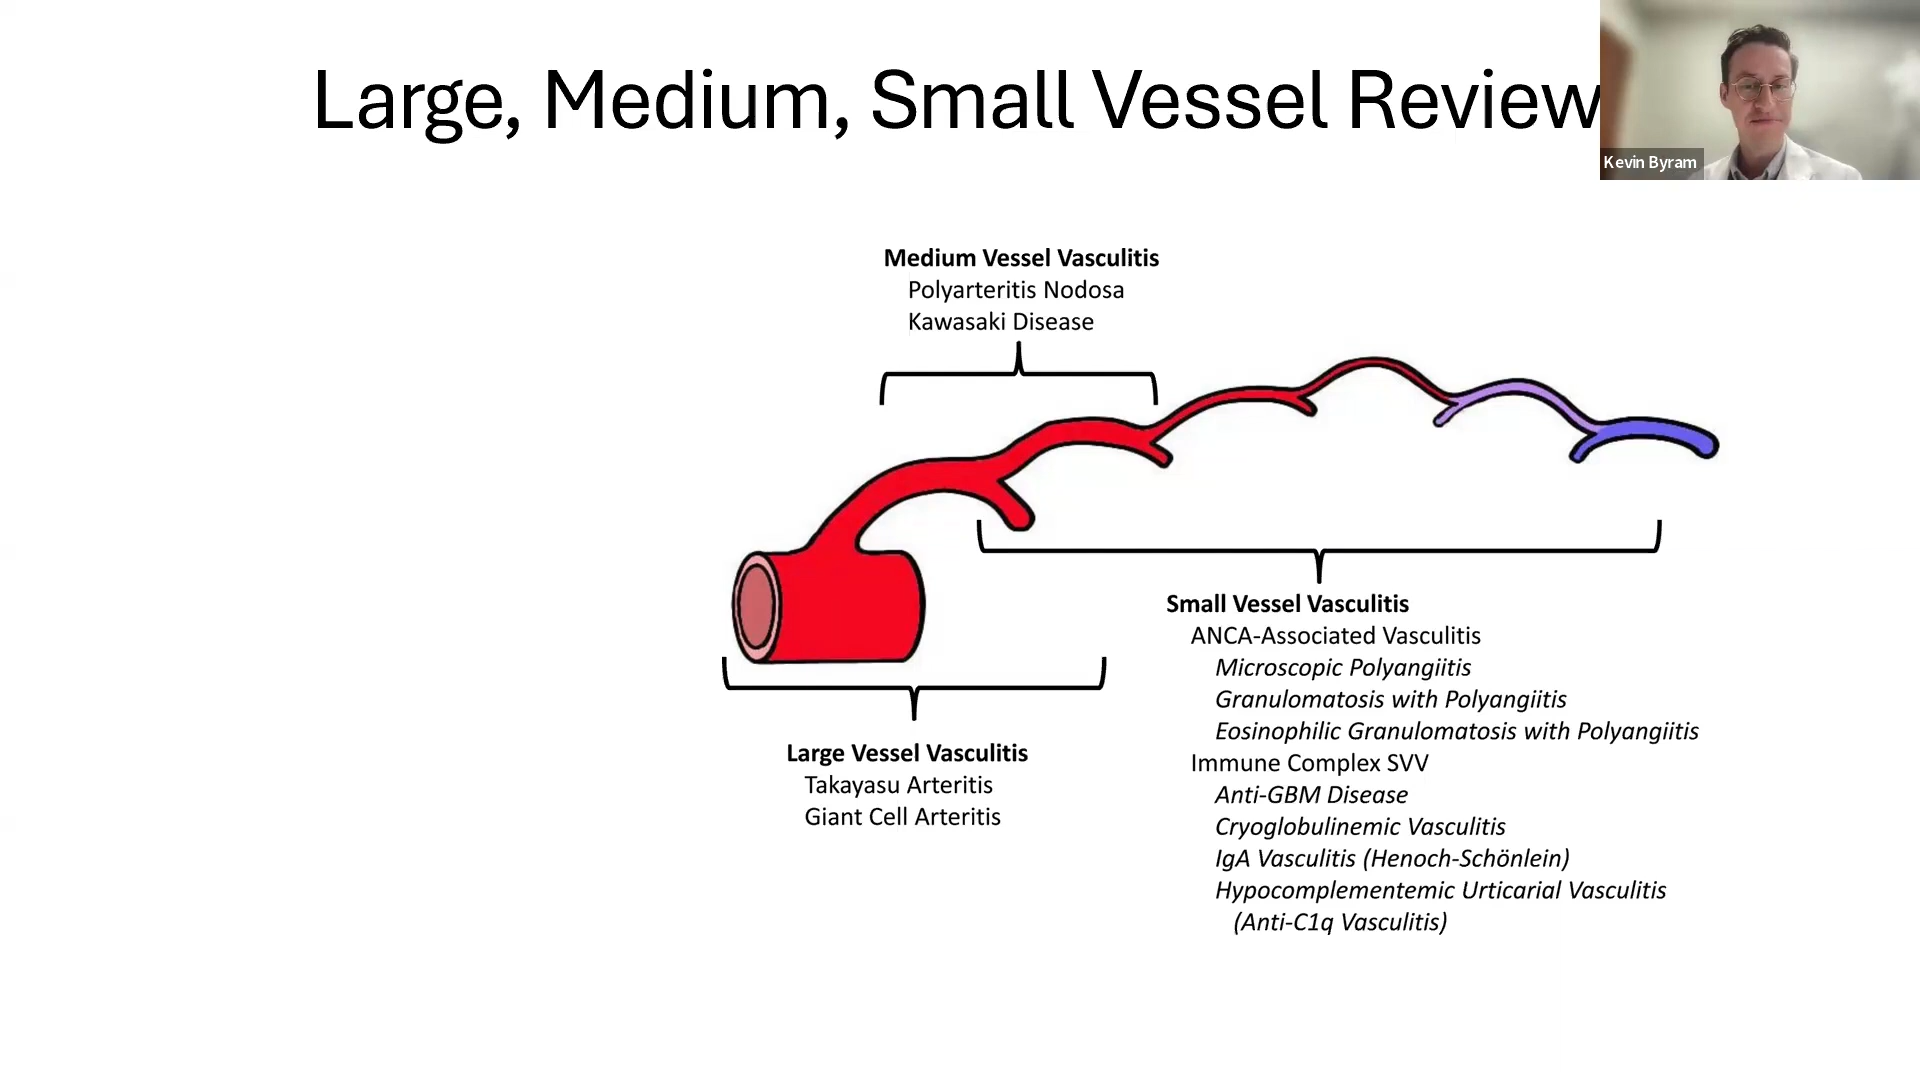 Large, Medium, Small Vessel Review
Kevin Byram
Medium Vessel Vasculitis
Polyarteritis Nodosa
Kawasaki Disease
Large Vessel Vasculitis
Takayasu Arteritis
Giant Cell Arteritis
Small Vessel Vasculitis
ANCA-Associated Vasculitis
Microscopic Polyangiitis
Granulomatosis with Polyangiitis
Eosinophilic Granulomatosis with Polyangiitis
Immune Complex SVV
Anti-GBM Disease
Cryoglobulinemic Vasculitis
IgA Vasculitis (Henoch-Schönlein)
Hypocomplementemic Urticarial Vasculitis
(Anti-C1q Vasculitis)